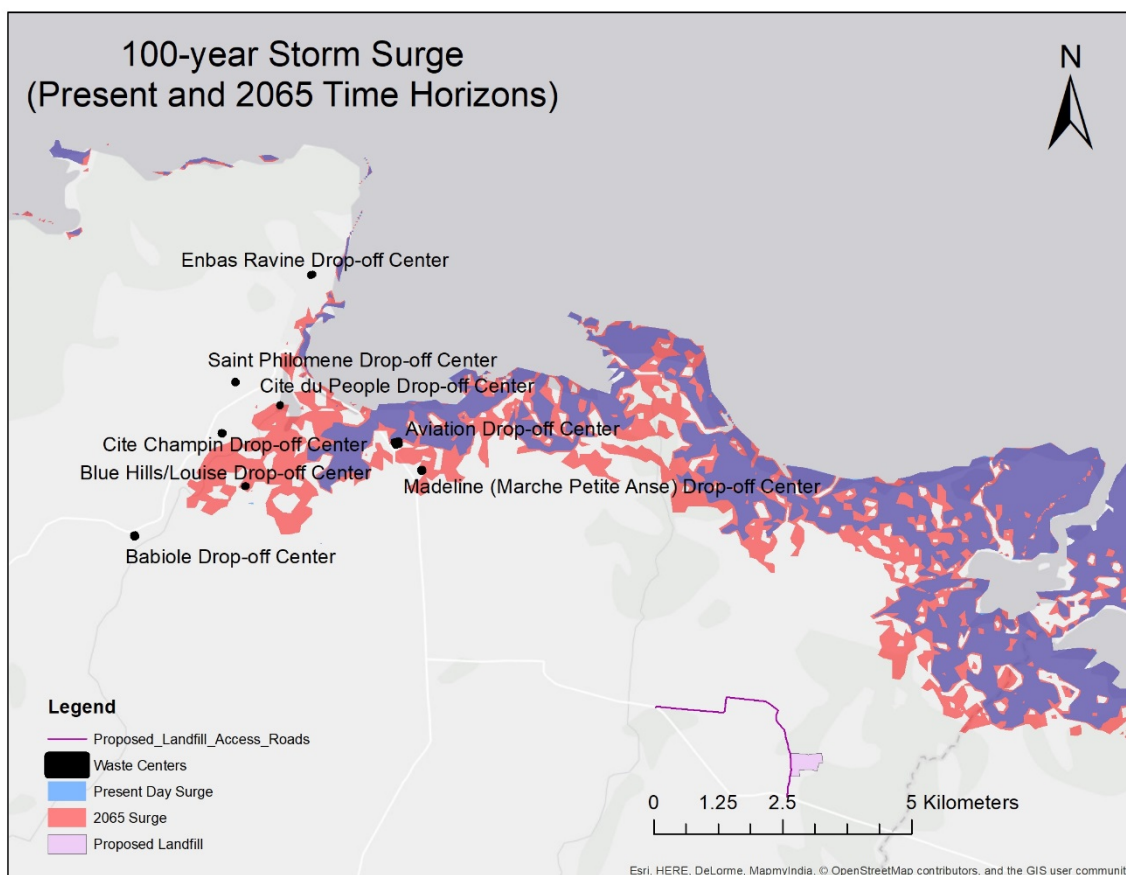 100-year Storm Surge
(Present and 2065 Time Horizons)
N
Enbas Ravine Drop-off Center
Saint Philomene Drop-off Center
Cite du People Drop-off Center
Aviation Drop-off Center
Cite Champin Drop-off Center
Blue Hills/Louise Drop-off Center
Madeline (Marche Petite Anse) Drop-off Center
Babiole Drop-off Center
Legend
Proposed_Landfill_Access_Roads
Waste Centers
Present Day Surge
2065 Surge
Proposed Landfill
0 1.25 2.5 5 Kilometers
Esri, HERE, DeLorme, MapmyIndia, © OpenStreetMap contributors, and the GIS user communit